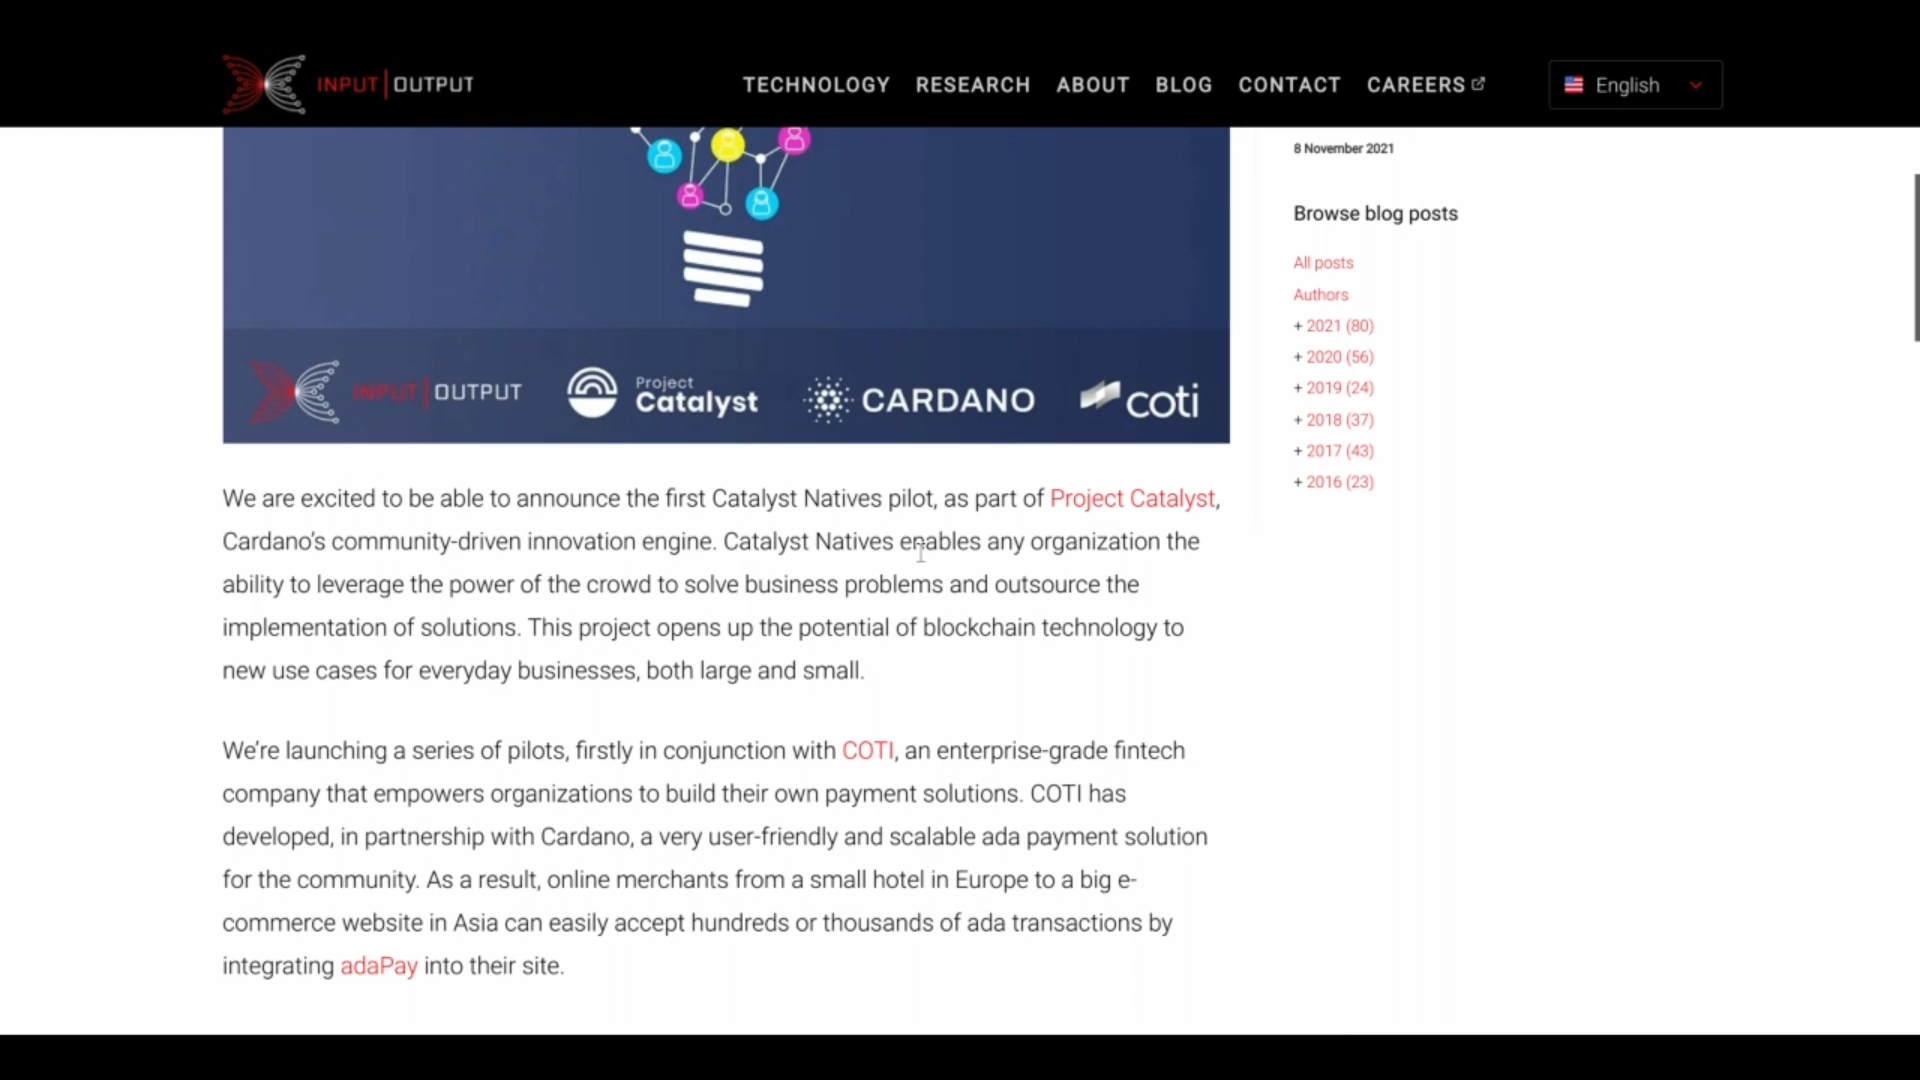 INPUT | OUTPUT
TECHNOLOGY RESEARCH ABOUT BLOG CONTACT CAREERS English
INPUT | OUTPUT Project Catalyst CARDANO coti
We are excited to be able to announce the first Catalyst Natives pilot, as part of Project Catalyst,
Cardano's community-driven innovation engine. Catalyst Natives enables any organization the
ability to leverage the power of the crowd to solve business problems and outsource the
implementation of solutions. This project opens up the potential of blockchain technology to
new use cases for everyday businesses, both large and small.
We're launching a series of pilots, firstly in conjunction with COTI, an enterprise-grade fintech
company that empowers organizations to build their own payment solutions. COTI has
developed, in partnership with Cardano, a very user-friendly and scalable ada payment solution
for the community. As a result, online merchants from a small hotel in Europe to a big e-
commerce website in Asia can easily accept hundreds or thousands of ada transactions by
integrating adaPay into their site.
8 November 2021
Browse blog posts
All posts
Authors
+ 2021 (80)
+ 2020 (56)
+ 2019 (24)
+ 2018 (37)
+ 2017 (43)
+ 2016 (23)